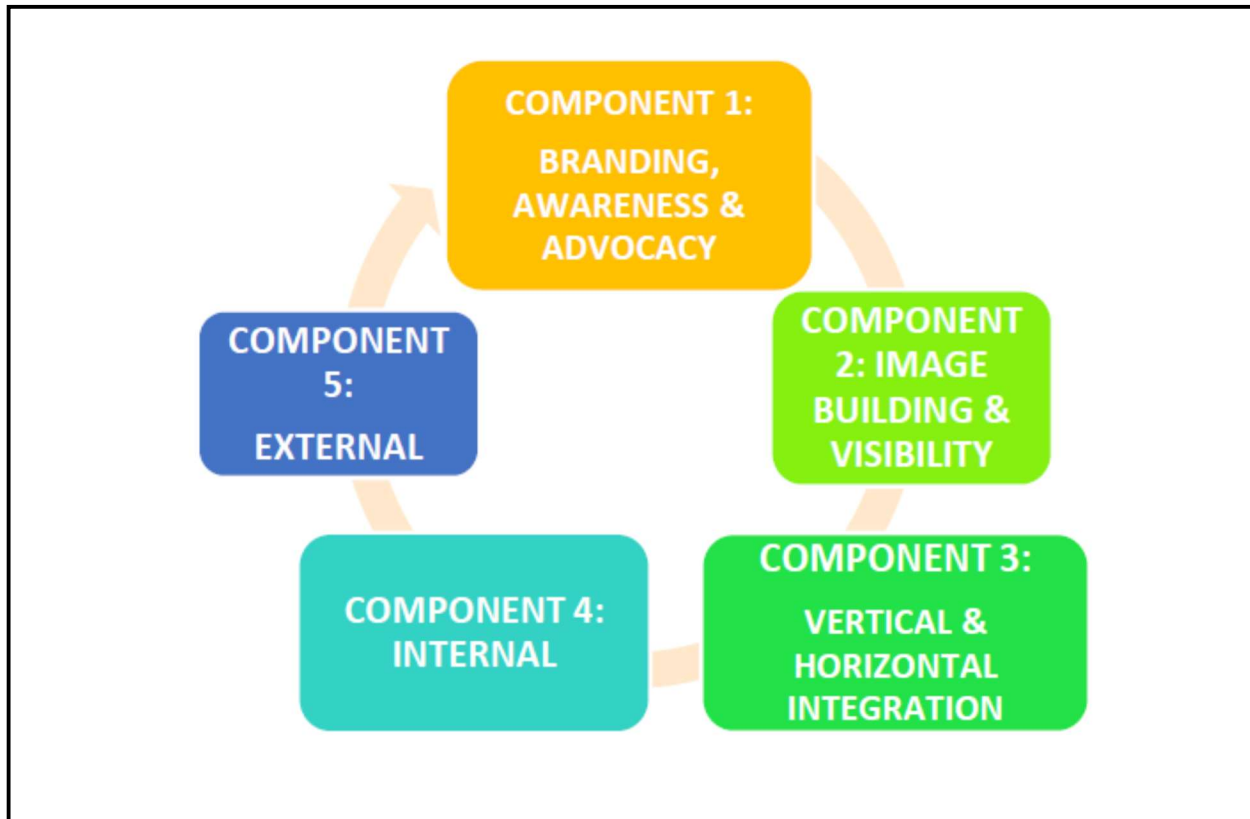 COMPONENT 1:
BRANDING,
AWARENESS &
ADVOCACY
COMPONENT
2: IMAGE
BUILDING &
VISIBILITY
COMPONENT 3:
VERTICAL &
HORIZONTAL
INTEGRATION
COMPONENT 4:
INTERNAL
COMPONENT
5:
EXTERNAL